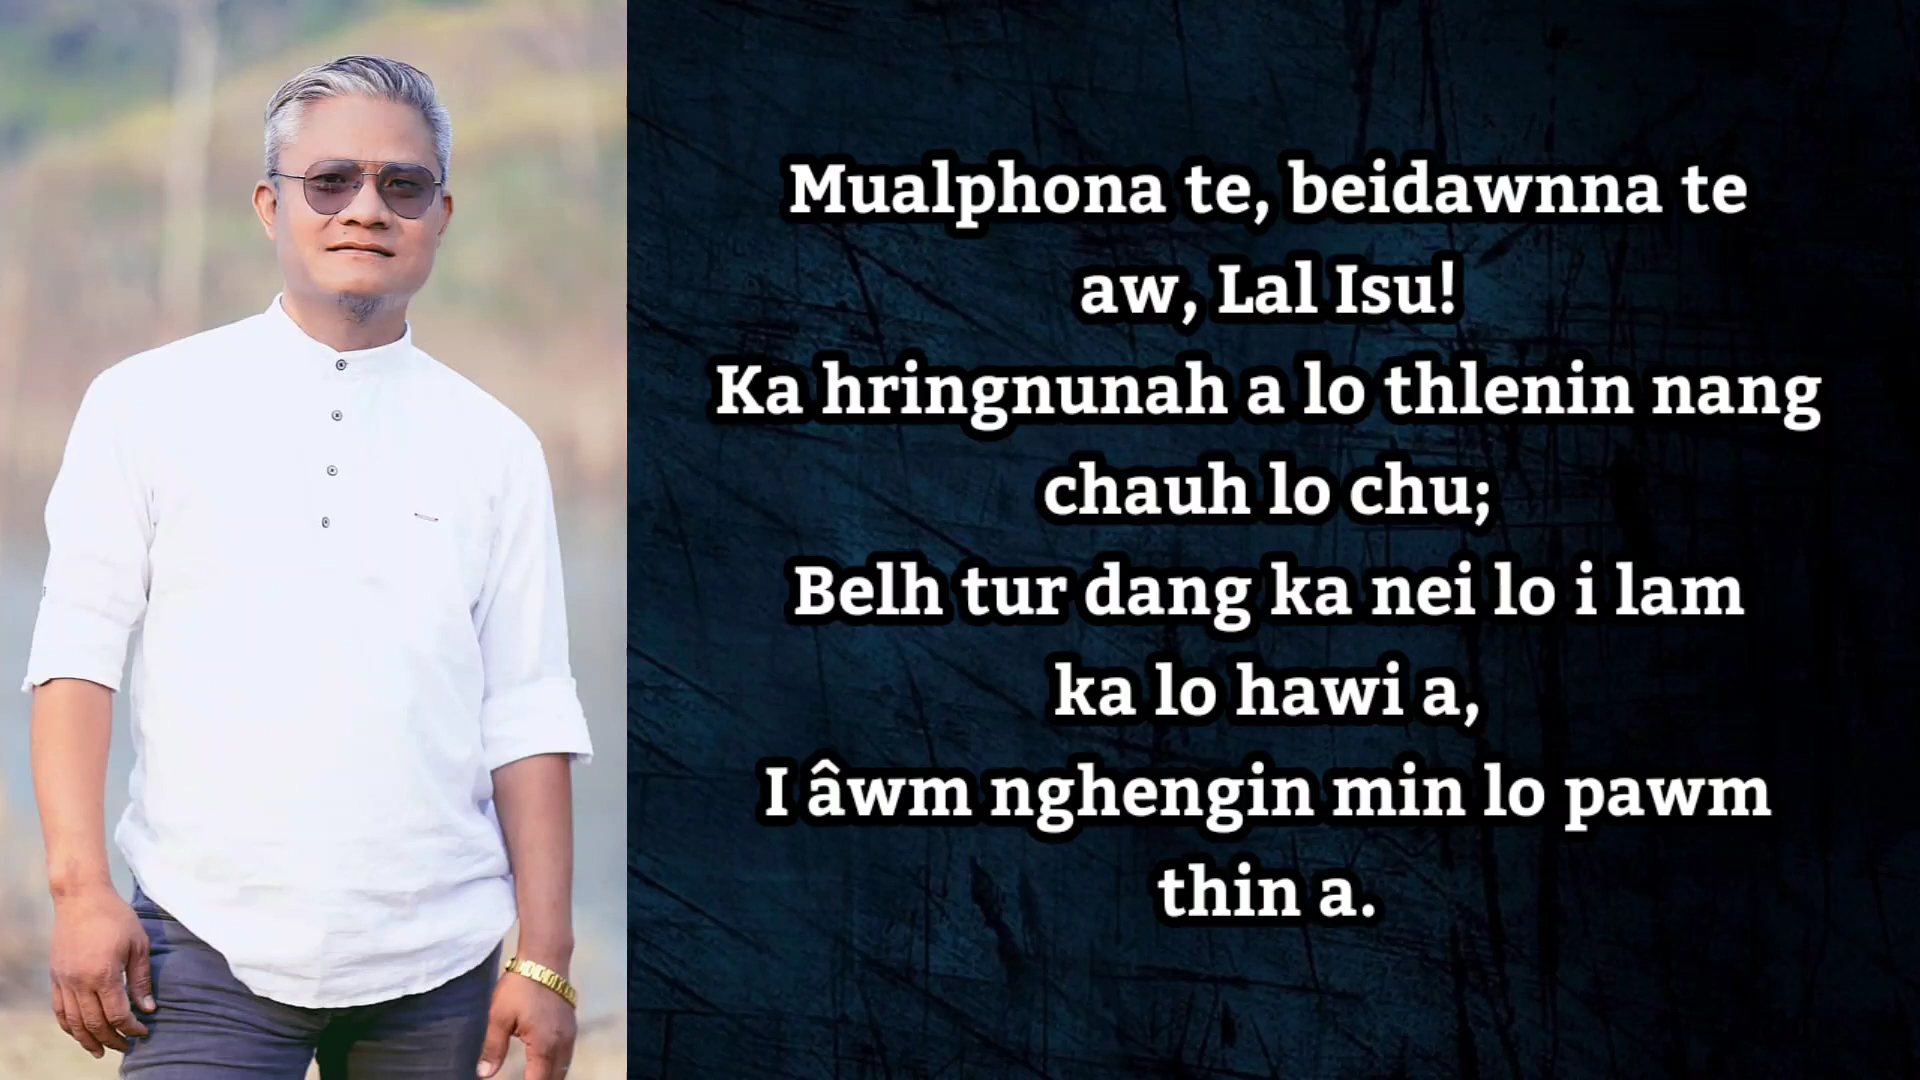 Mualphona te, beidawnna te
aw, Lal Isu!
Ka hringnunah a lo thlenin nang
chauh lo chu;
Belh tur dang ka nei lo i lam
ka lo hawi a,
I âwm nghengin min lo pawm
thin a.